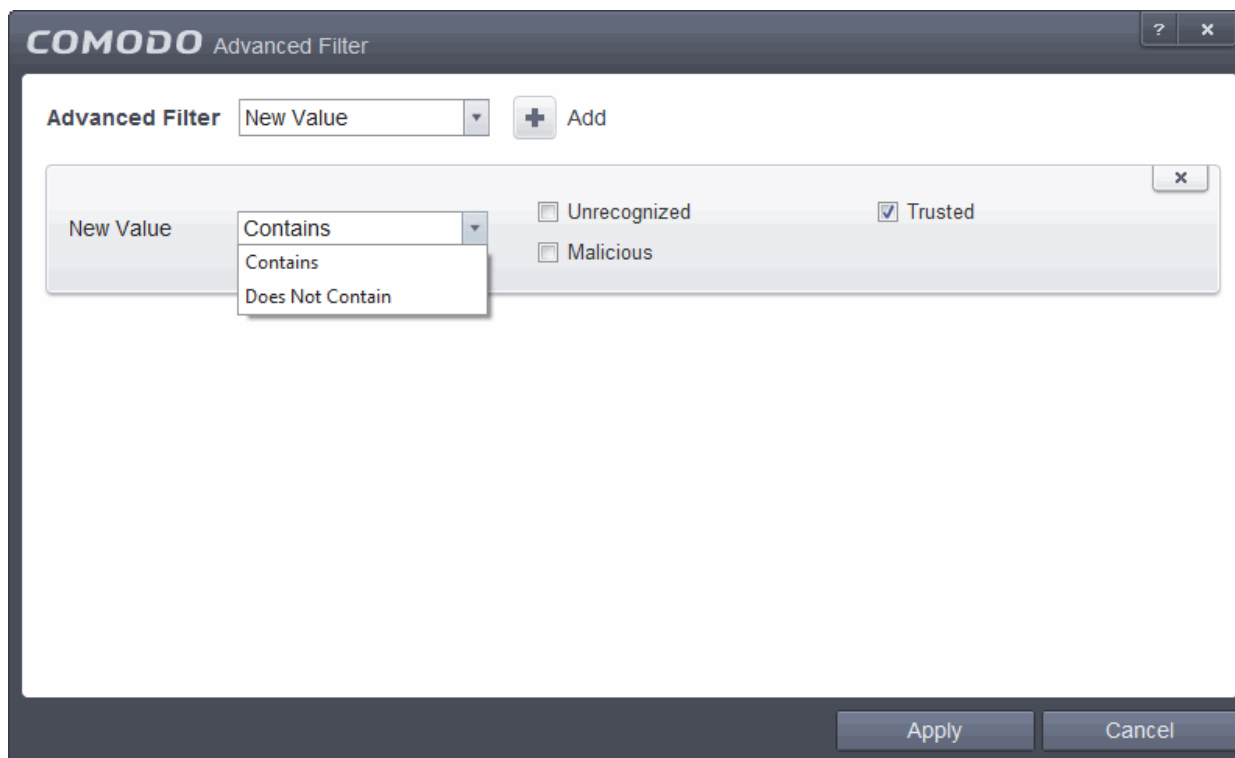 COMODO Advanced Filter
? x
Advanced Filter New Value + Add
x
New Value Contains Unrecognized Trusted
Contains Malicious
Does Not Contain
Apply Cancel